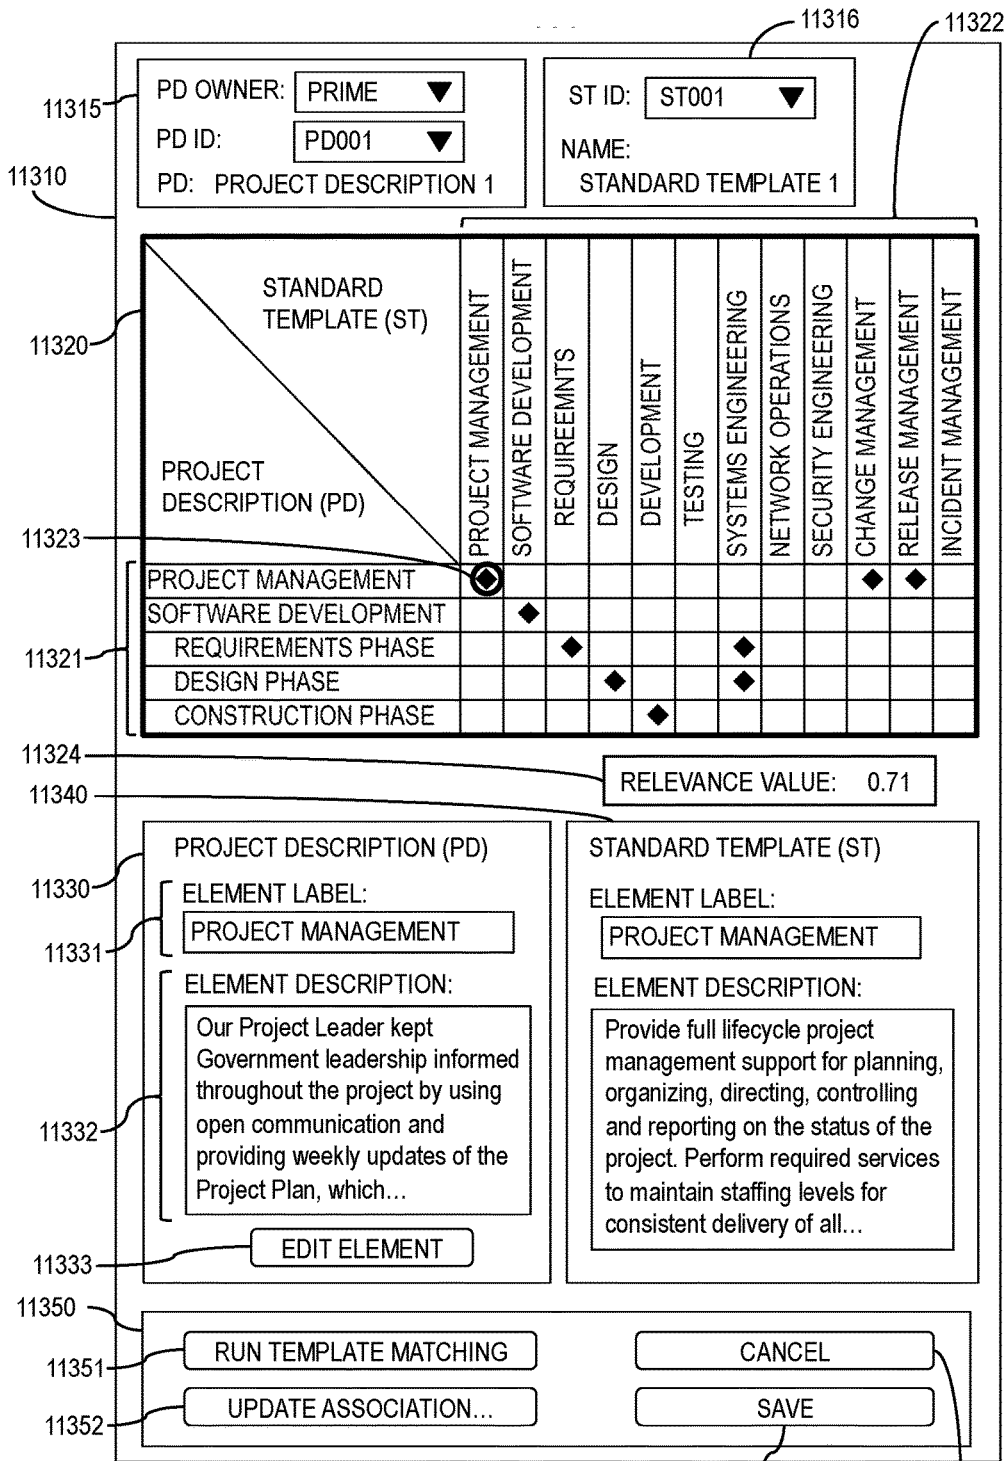 11316
11322
PD OWNER: PRIME
ST ID: ST001
11315
PD ID: PD001
NAME:
11310
PD: PROJECT DESCRIPTION 1
STANDARD TEMPLATE 1
STANDARD
TEMPLATE (ST)
11320
PROJECT
DESCRIPTION (PD)
PROJECT MANAGEMENT
SOFTWARE DEVELOPMENT
REQUIREEMNTS
DESIGN
DEVELOPMENT
TESTING
SYSTEMS ENGINEERING
NETWORK OPERATIONS
SECURITY ENGINEERING
CHANGE MANAGEMENT
RELEASE MANAGEMENT
INCIDENT MANAGEMENT
11323
PROJECT MANAGEMENT
SOFTWARE DEVELOPMENT
11321
REQUIREMENTS PHASE
DESIGN PHASE
CONSTRUCTION PHASE
11324
RELEVANCE VALUE: 0.71
11340
PROJECT DESCRIPTION (PD)
11330
ELEMENT LABEL:
PROJECT MANAGEMENT
11331
ELEMENT DESCRIPTION:
Our Project Leader kept
Government leadership informed
throughout the project by using
open communication and
providing weekly updates of the
Project Plan, which...
11332
EDIT ELEMENT
11333
STANDARD TEMPLATE (ST)
ELEMENT LABEL:
PROJECT MANAGEMENT
ELEMENT DESCRIPTION:
Provide full lifecycle project
management support for planning,
organizing, directing, controlling
and reporting on the status of the
project. Perform required services
to maintain staffing levels for
consistent delivery of all...
11350
RUN TEMPLATE MATCHING
CANCEL
11351
UPDATE ASSOCIATION...
SAVE
11352